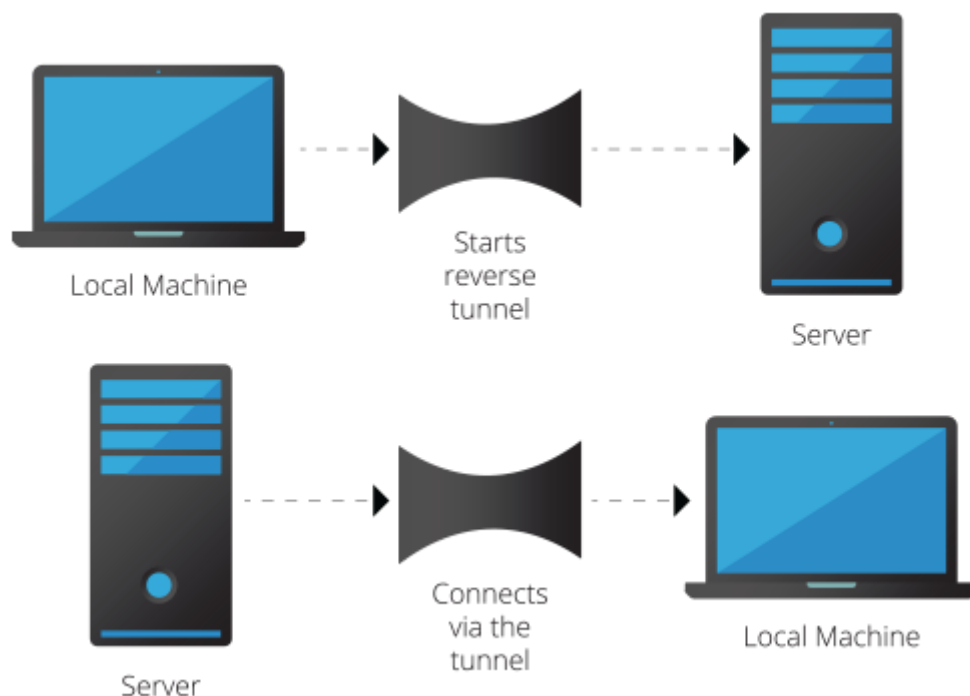 Local Machine
Starts
reverse
tunnel
Server
Server
Connects
via the
tunnel
Local Machine